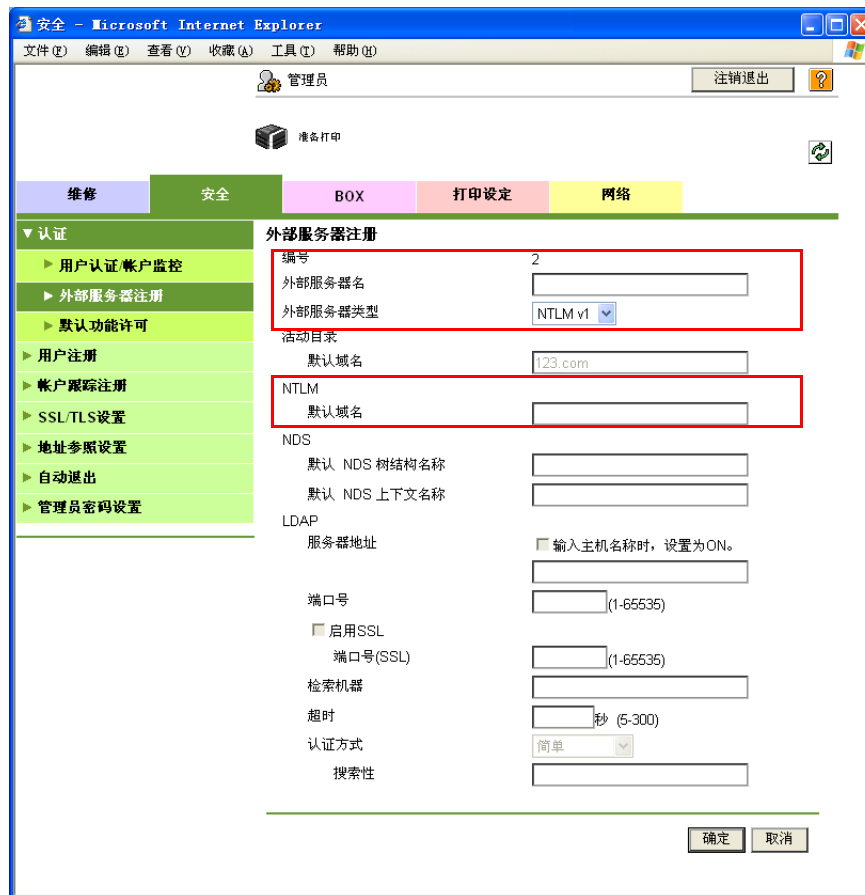 安全 - Microsoft Internet Explorer
文件(F) 编辑(E) 查看(V) 收藏(A) 工具(T) 帮助(H)
管理员 注销退出 ?
准备打印
维修 安全 BOX 打印设定 网络
▼认证
用户认证/帐户监控
外部服务器注册
默认功能许可
用户注册
帐户跟踪注册
SSL/TLS设置
地址参照设置
自动退出
管理员密码设置
外部服务器注册
编号 2
外部服务器名
外部服务器类型 NTLM v1
活动目录
默认域名 123.com
NTLM
默认域名
NDS
默认 NDS 树结构名称
默认 NDS 上下文名称
LDAP
服务器地址 输入主机名称时，设置为ON。
端口号 (1-65535)
启用SSL
端口号(SSL) (1-65535)
检索机器
超时 秒 (5-300)
认证方式 简单
搜索性
确定 取消